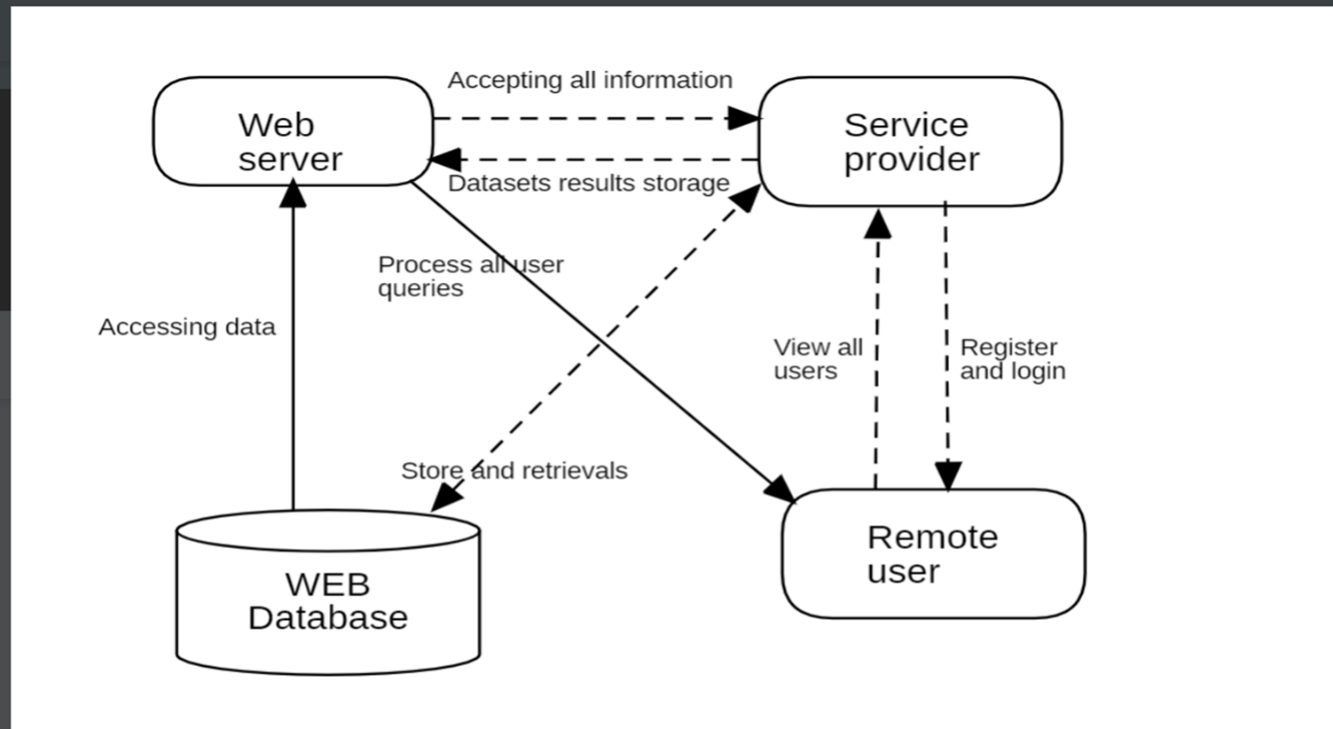 Accepting all information
Web
server
Service
provider
Datasets results storage
Process all user
queries
Accessing data
View all
users
Register
and login
Store and retrievals
WEB
Database
Remote
user